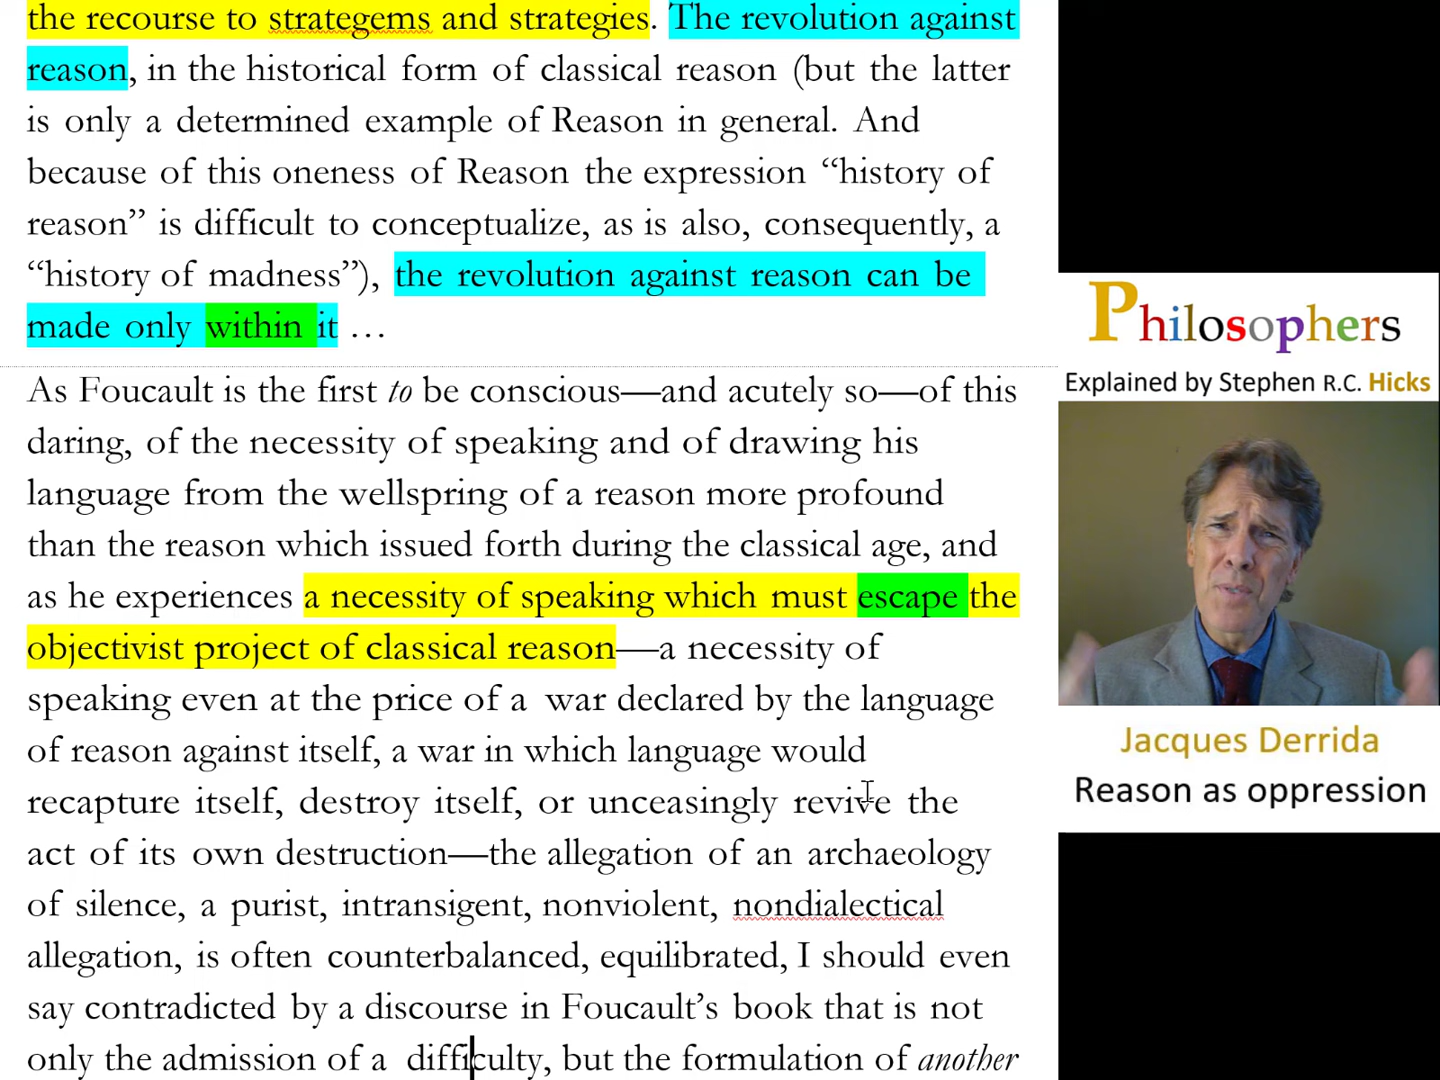 the recourse to strategems and strategies. The revolution against
reason, in the historical form of classical reason (but the latter
is only a determined example of Reason in general. And
because of this oneness of Reason the expression “history of
reason” is difficult to conceptualize, as is also, consequently, a
“history of madness”), the revolution against reason can be
made only within it …
As Foucault is the first to be conscious—and acutely so—of this
daring, of the necessity of speaking and of drawing his
language from the wellspring of a reason more profound
than the reason which issued forth during the classical age, and
as he experiences a necessity of speaking which must escape the
objectivist project of classical reason—a necessity of
speaking even at the price of a war declared by the language
of reason against itself, a war in which language would
recapture itself, destroy itself, or unceasingly revive the
act of its own destruction—the allegation of an archaeology
of silence, a purist, intransigent, nonviolent, nondialectical
allegation, is often counterbalanced, equilibrated, I should even
say contradicted by a discourse in Foucault’s book that is not
only the admission of a difficulty, but the formulation of another
Philosophers
Explained by Stephen R.C. Hicks
Jacques Derrida
Reason as oppression